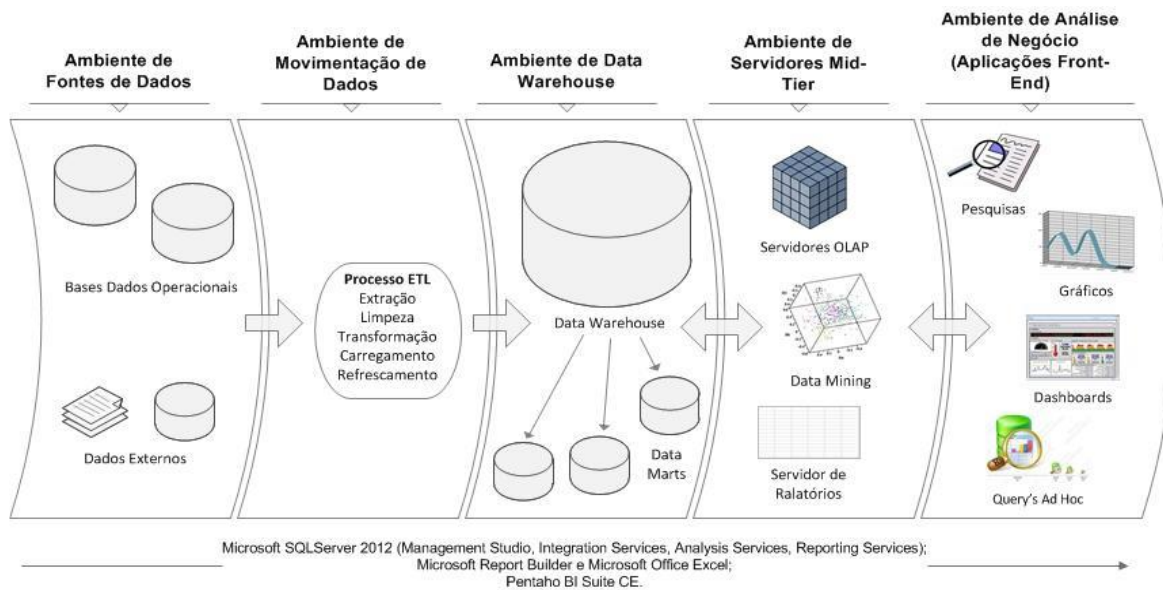 Ambiente de
Fontes de Dados
Ambiente de
Movimentação de
Dados
Ambiente de Data
Warehouse
Ambiente de
Servidores Mid-
Tier
Ambiente de Análise
de Negócio
(Aplicações Front-
End)
Bases Dados Operacionais
Dados Externos
Processo ETL
Extração
Limpeza
Transformação
Carregamento
Refrescamento
Data Warehouse
Data
Marts
Servidores OLAP
Data Mining
Servidor de
Ralatórios
Pesquisas
Gráficos
Dashboards
Query's Ad Hoc
Microsoft SQLServer 2012 (Management Studio, Integration Services, Analysis Services, Reporting Services);
Microsoft Report Builder e Microsoft Office Excel;
Pentaho BI Suite CE.